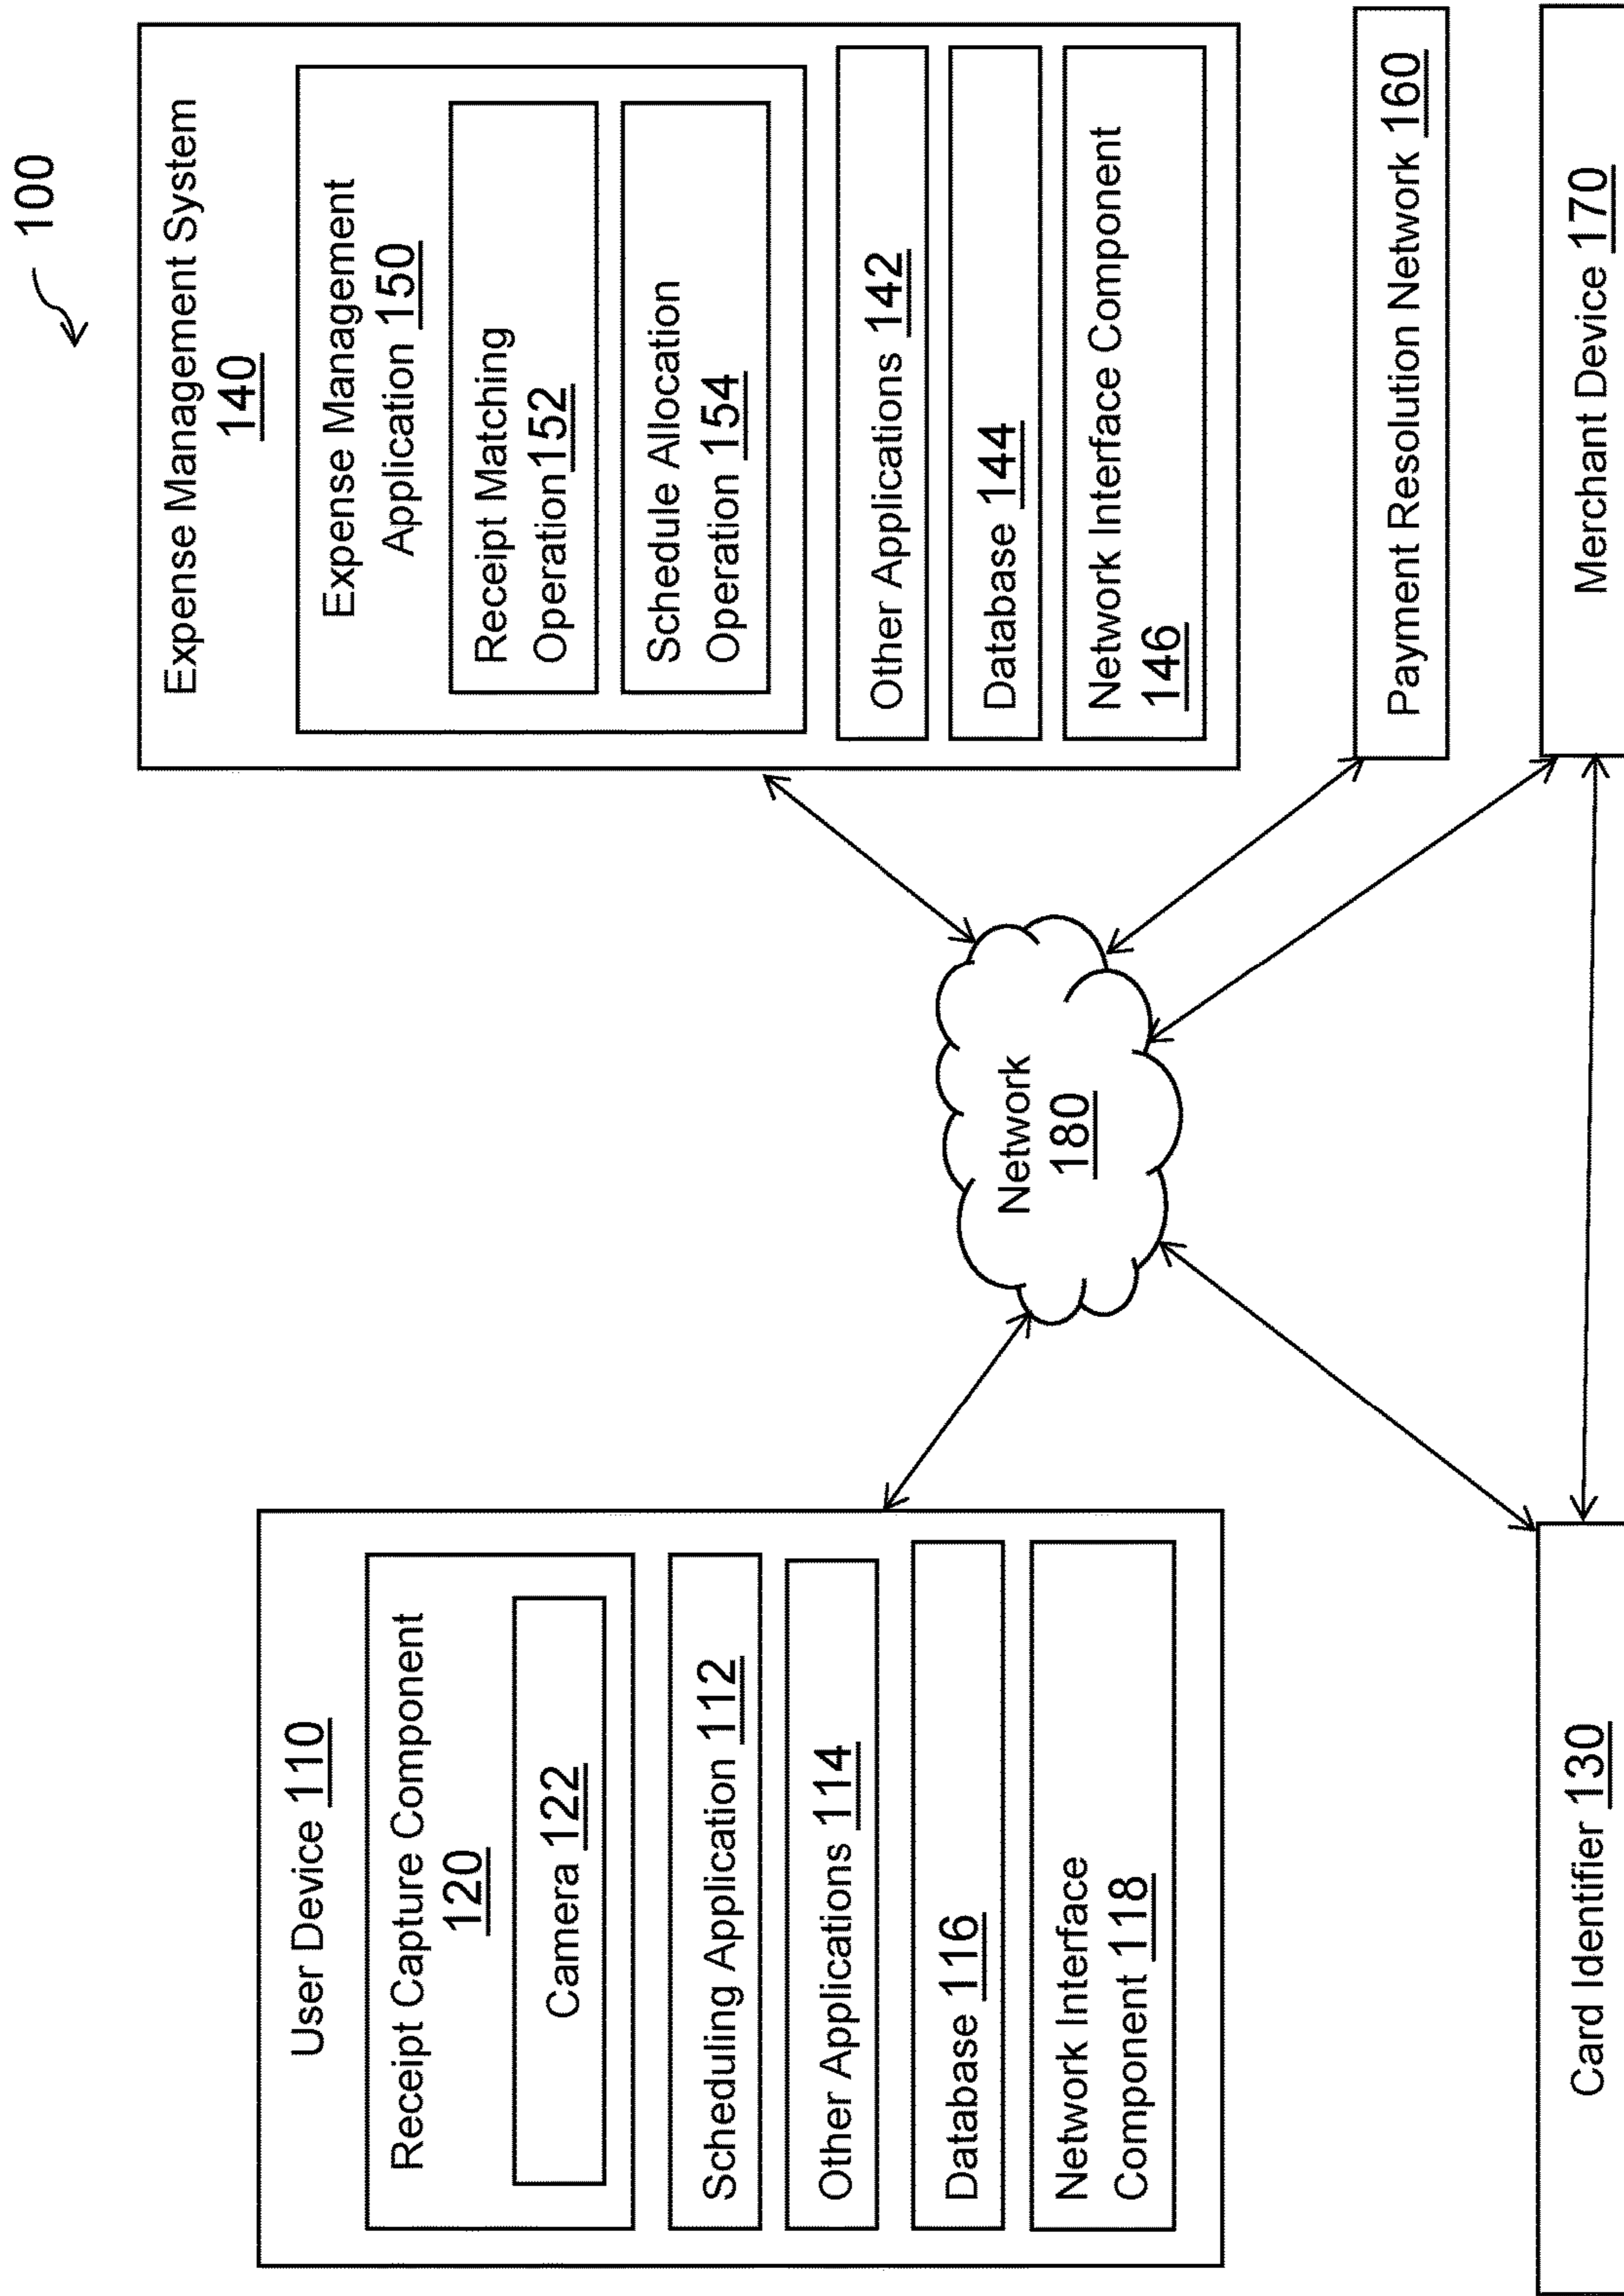 100
User Device 110
Receipt Capture Component
120
Camera 122
Scheduling Application 112
Other Applications 114
Database 116
Network Interface
Component 118
Card Identifier 130
Network
180
Expense Management System
140
Expense Management
Application 150
Receipt Matching
Operation152
Schedule Allocation
Operation 154
Other Applications 142
Database 144
Network Interface Component
146
Payment Resolution Network 160
Merchant Device 170